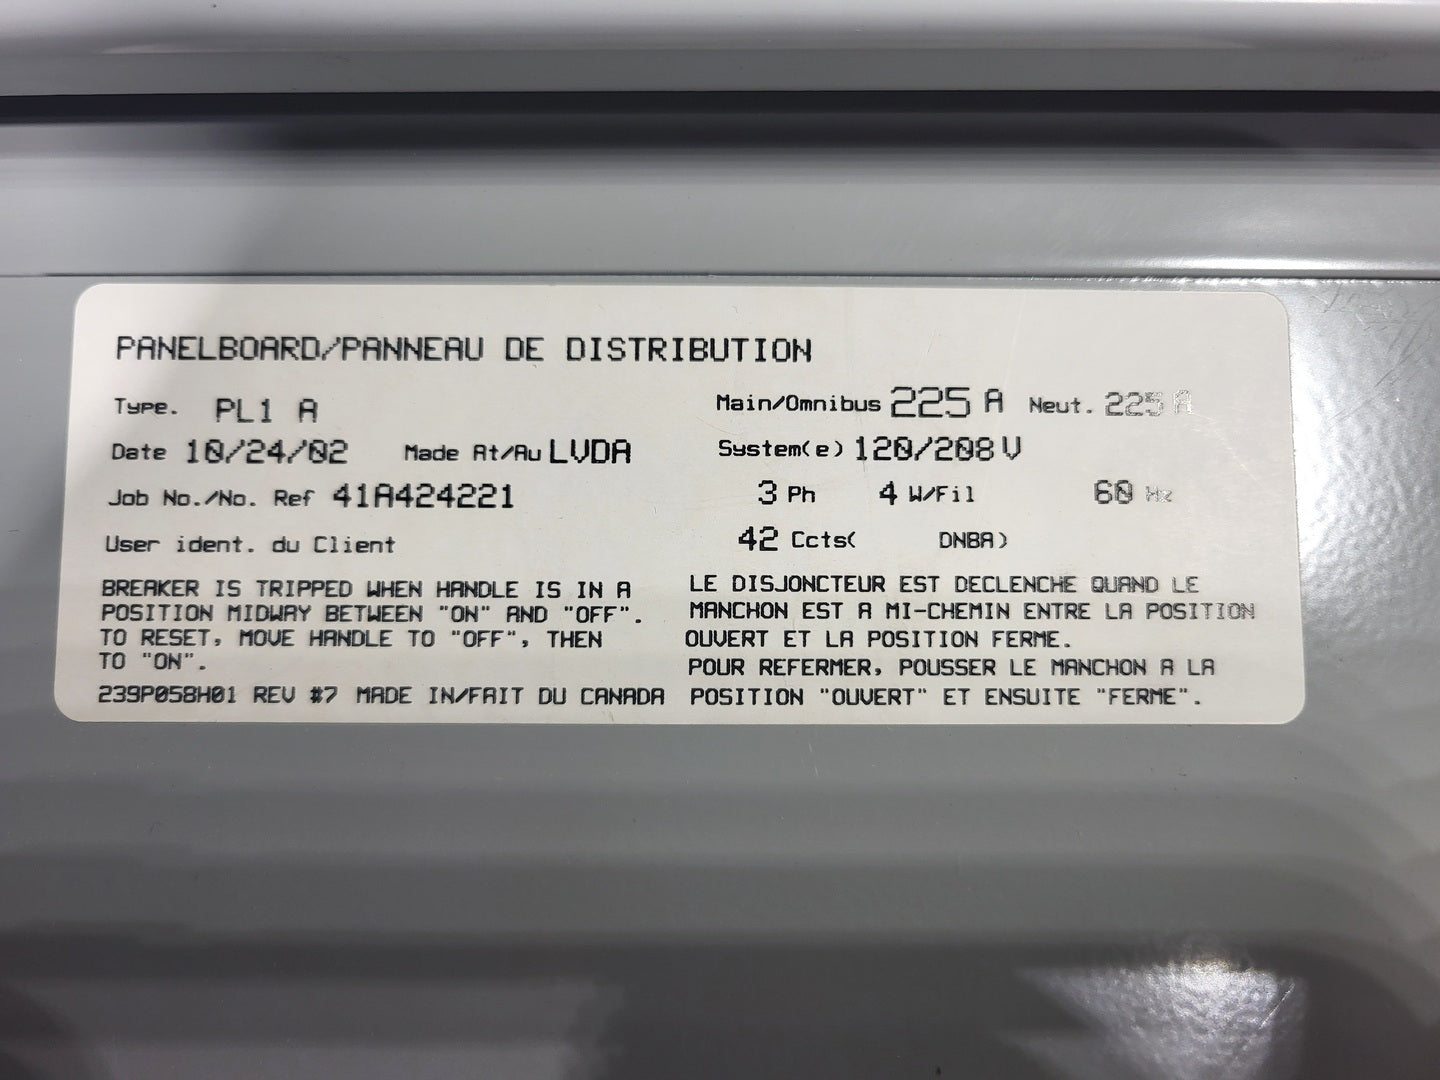 PANELBOARD/PANNEAU DE DISTRIBUTION
Type. PL1 A Main/Omnibus 225 A Neut. 225 A
Date 10/24/02 Made At/Au LVDA System(e) 120/208 V
Job No./No. Ref 41A424221 3 Ph 4 W/Fil 60 Hz
User ident. du Client 42 Ccts( DNBA)
BREAKER IS TRIPPED WHEN HANDLE IS IN A
POSITION MIDWAY BETWEEN "ON" AND "OFF".
TO RESET, MOVE HANDLE TO "OFF", THEN
TO "ON".
239P058H01 REV #7 MADE IN/FAIT DU CANADA
LE DISJONCTEUR EST DECLENCHE QUAND LE
MANCHON EST A MI-CHEMIN ENTRE LA POSITION
OUVERT ET LA POSITION FERME.
POUR REFERMER, POUSSER LE MANCHON A LA
POSITION "OUVERT" ET ENSUITE "FERME".